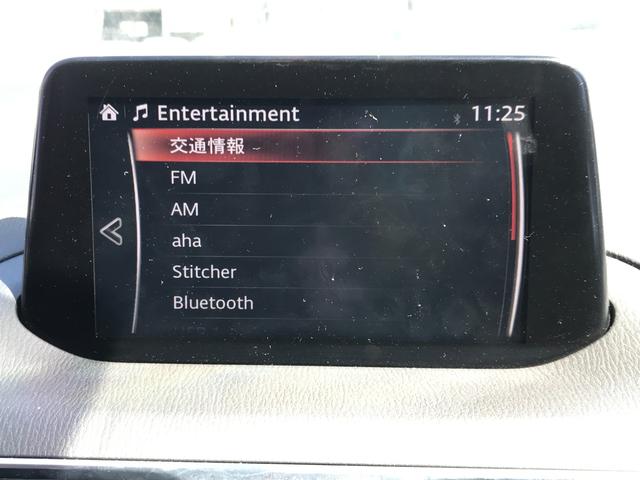 Entertainment 11:25
交通情報
FM
AM
aha
Stitcher
Bluetooth